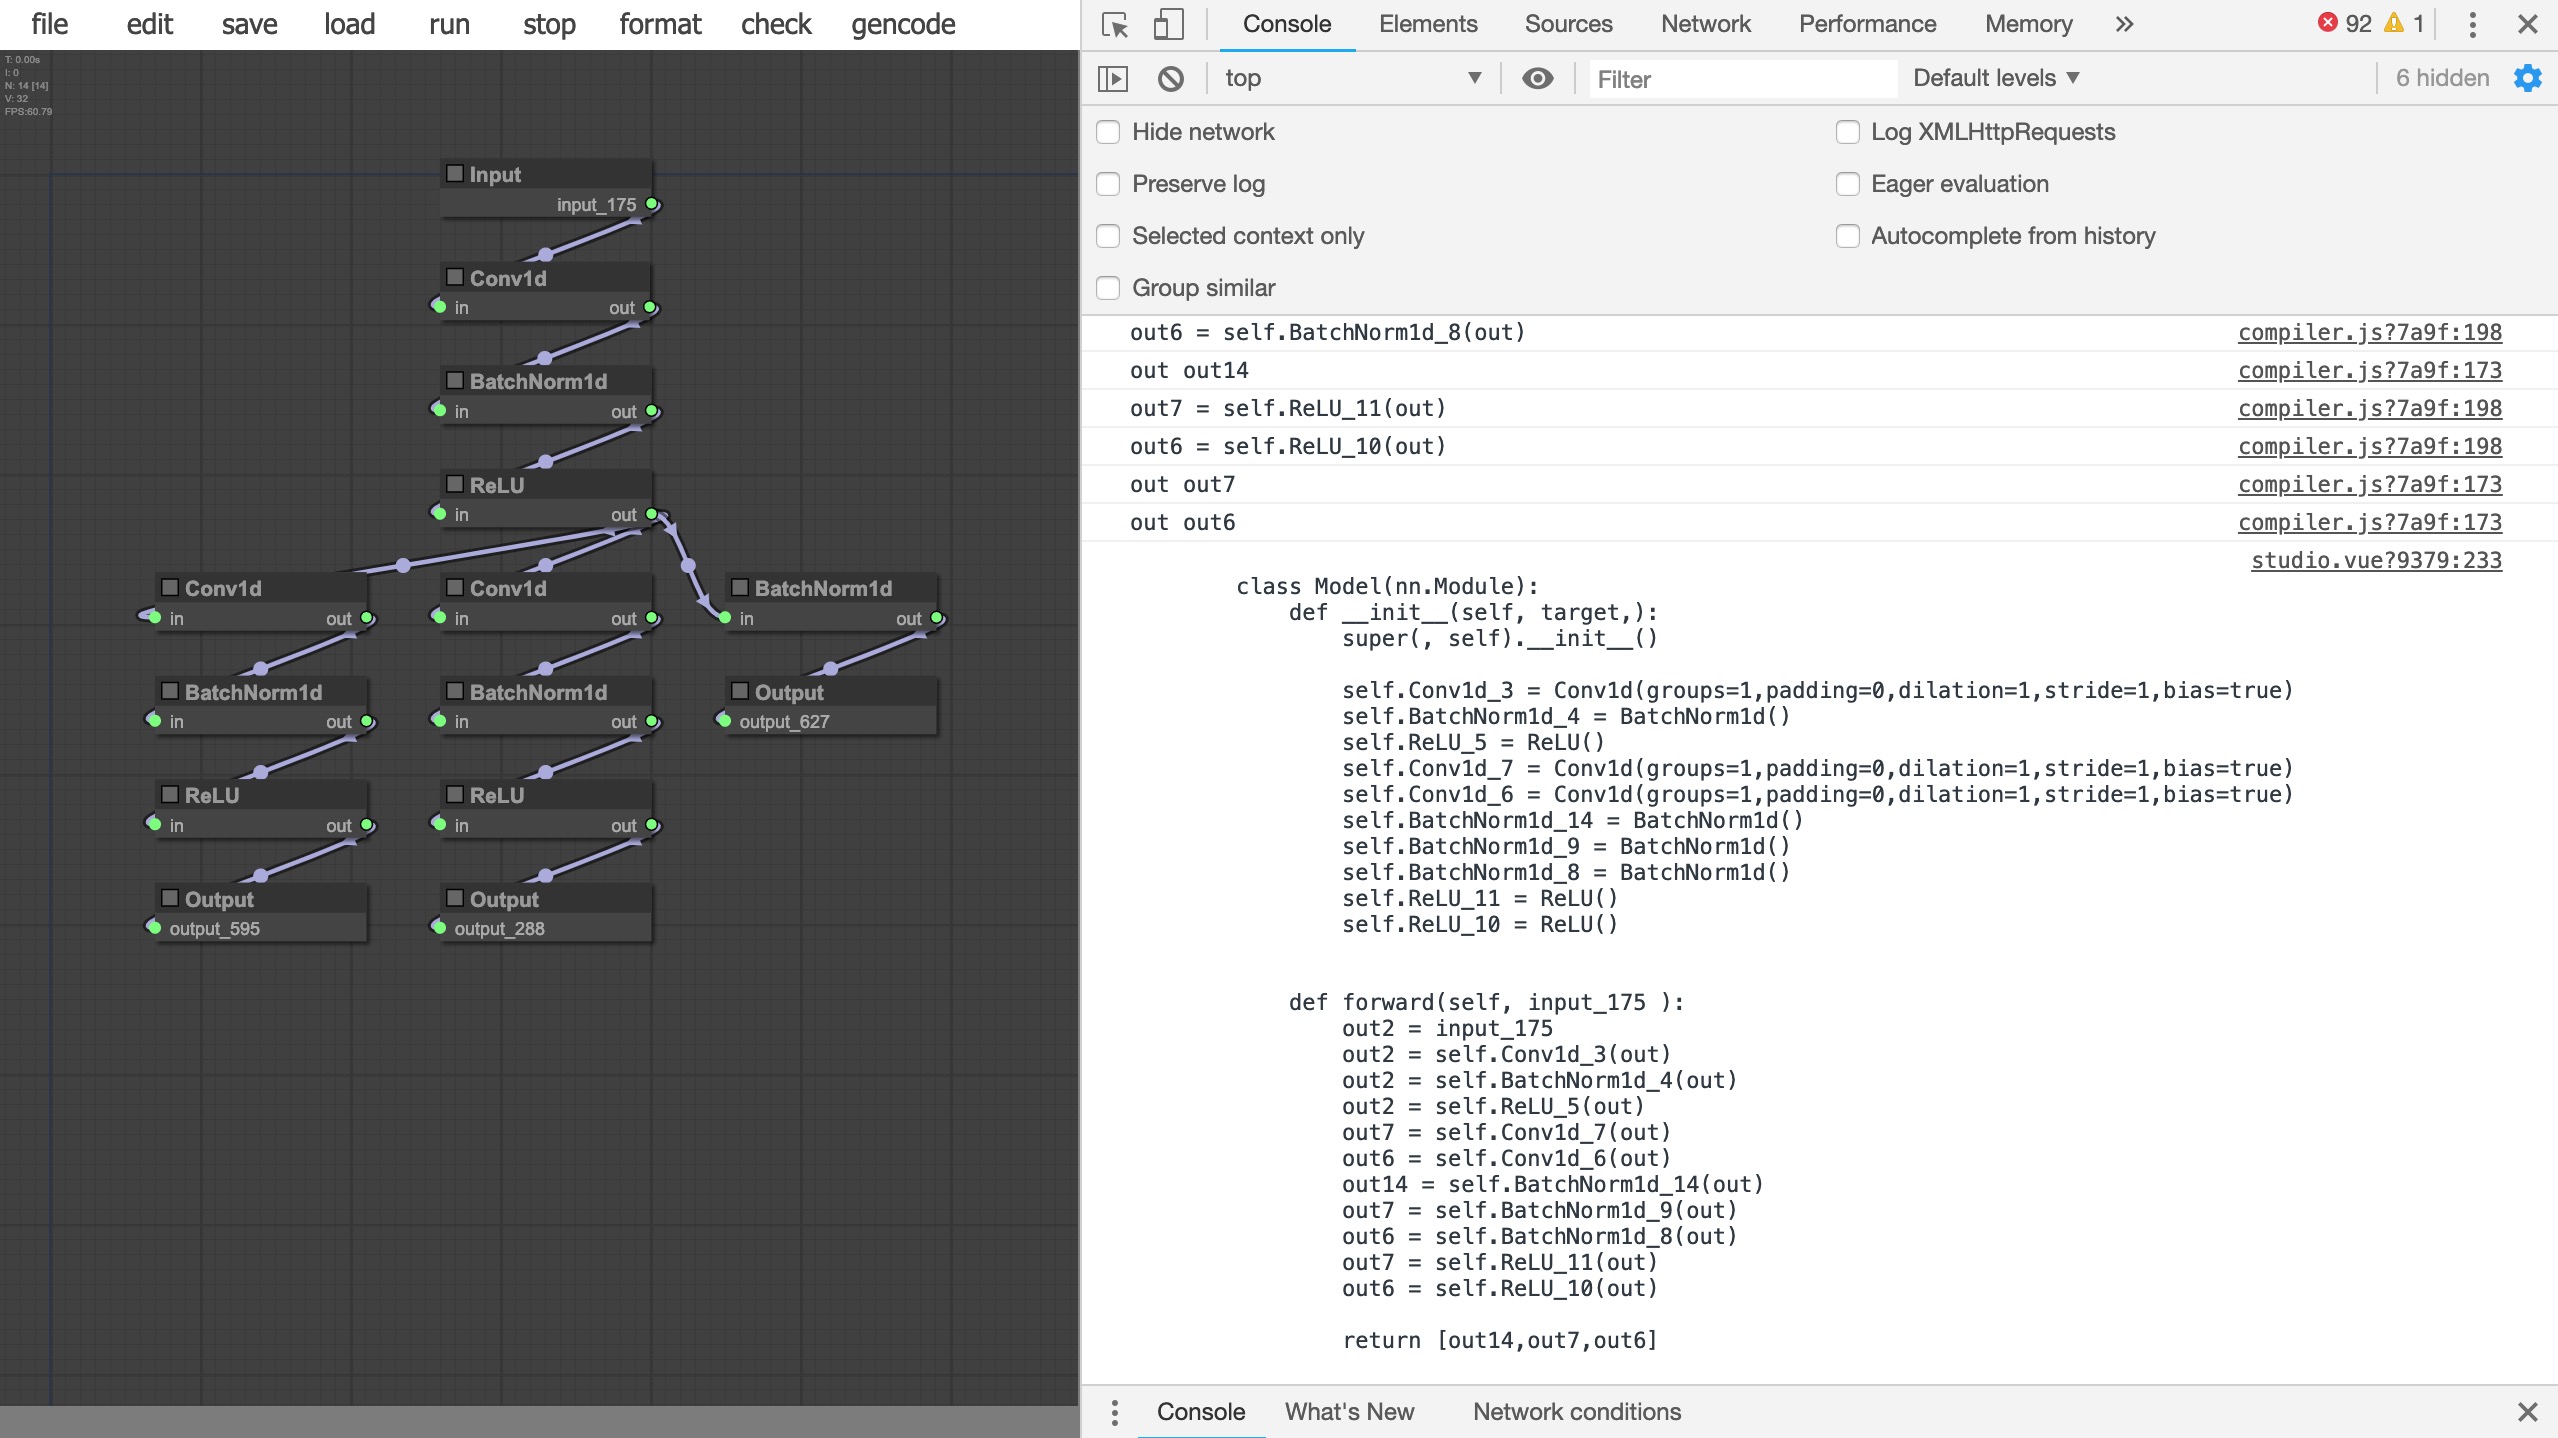 file edit save load run stop format check gencode
T: 0.00s
I: 0
N: 14 [14]
V: 32
FPS:60.79
Input
input_175
Conv1d
in out
BatchNorm1d
in out
ReLU
in out
Conv1d Conv1d BatchNorm1d
in out in out in out
BatchNorm1d BatchNorm1d Output
in out in out output_627
ReLU ReLU
in out in out
Output Output
output_595 output_288
Console Elements Sources Network Performance Memory » 92 1
top ▼ Filter Default levels ▼ 6 hidden
Hide network Log XMLHttpRequests
Preserve log Eager evaluation
Selected context only Autocomplete from history
Group similar
out6 = self.BatchNorm1d_8(out) compiler.js?7a9f:198
out out14 compiler.js?7a9f:173
out7 = self.ReLU_11(out) compiler.js?7a9f:198
out6 = self.ReLU_10(out) compiler.js?7a9f:198
out out7 compiler.js?7a9f:173
out out6 compiler.js?7a9f:173
studio.vue?9379:233
class Model(nn.Module):
def __init__(self, target,):
super(, self).__init__()
self.Conv1d_3 = Conv1d(groups=1,padding=0,dilation=1,stride=1,bias=true)
self.BatchNorm1d_4 = BatchNorm1d()
self.ReLU_5 = ReLU()
self.Conv1d_7 = Conv1d(groups=1,padding=0,dilation=1,stride=1,bias=true)
self.Conv1d_6 = Conv1d(groups=1,padding=0,dilation=1,stride=1,bias=true)
self.BatchNorm1d_14 = BatchNorm1d()
self.BatchNorm1d_9 = BatchNorm1d()
self.BatchNorm1d_8 = BatchNorm1d()
self.ReLU_11 = ReLU()
self.ReLU_10 = ReLU()
def forward(self, input_175 ):
out2 = input_175
out2 = self.Conv1d_3(out)
out2 = self.BatchNorm1d_4(out)
out2 = self.ReLU_5(out)
out7 = self.Conv1d_7(out)
out6 = self.Conv1d_6(out)
out14 = self.BatchNorm1d_14(out)
out7 = self.BatchNorm1d_9(out)
out6 = self.BatchNorm1d_8(out)
out7 = self.ReLU_11(out)
out6 = self.ReLU_10(out)
return [out14,out7,out6]
Console What's New Network conditions